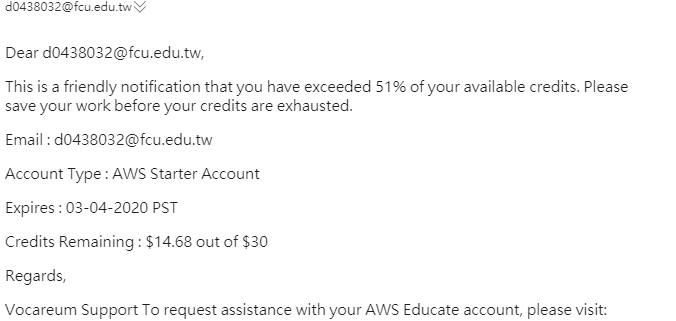 d0438032@fcu.edu.tw
Dear d0438032@fcu.edu.tw,
This is a friendly notification that you have exceeded 51% of your available credits. Please
save your work before your credits are exhausted.
Email : d0438032@fcu.edu.tw
Account Type : AWS Starter Account
Expires : 03-04-2020 PST
Credits Remaining : $14.68 out of $30
Regards,
Vocareum Support To request assistance with your AWS Educate account, please visit: